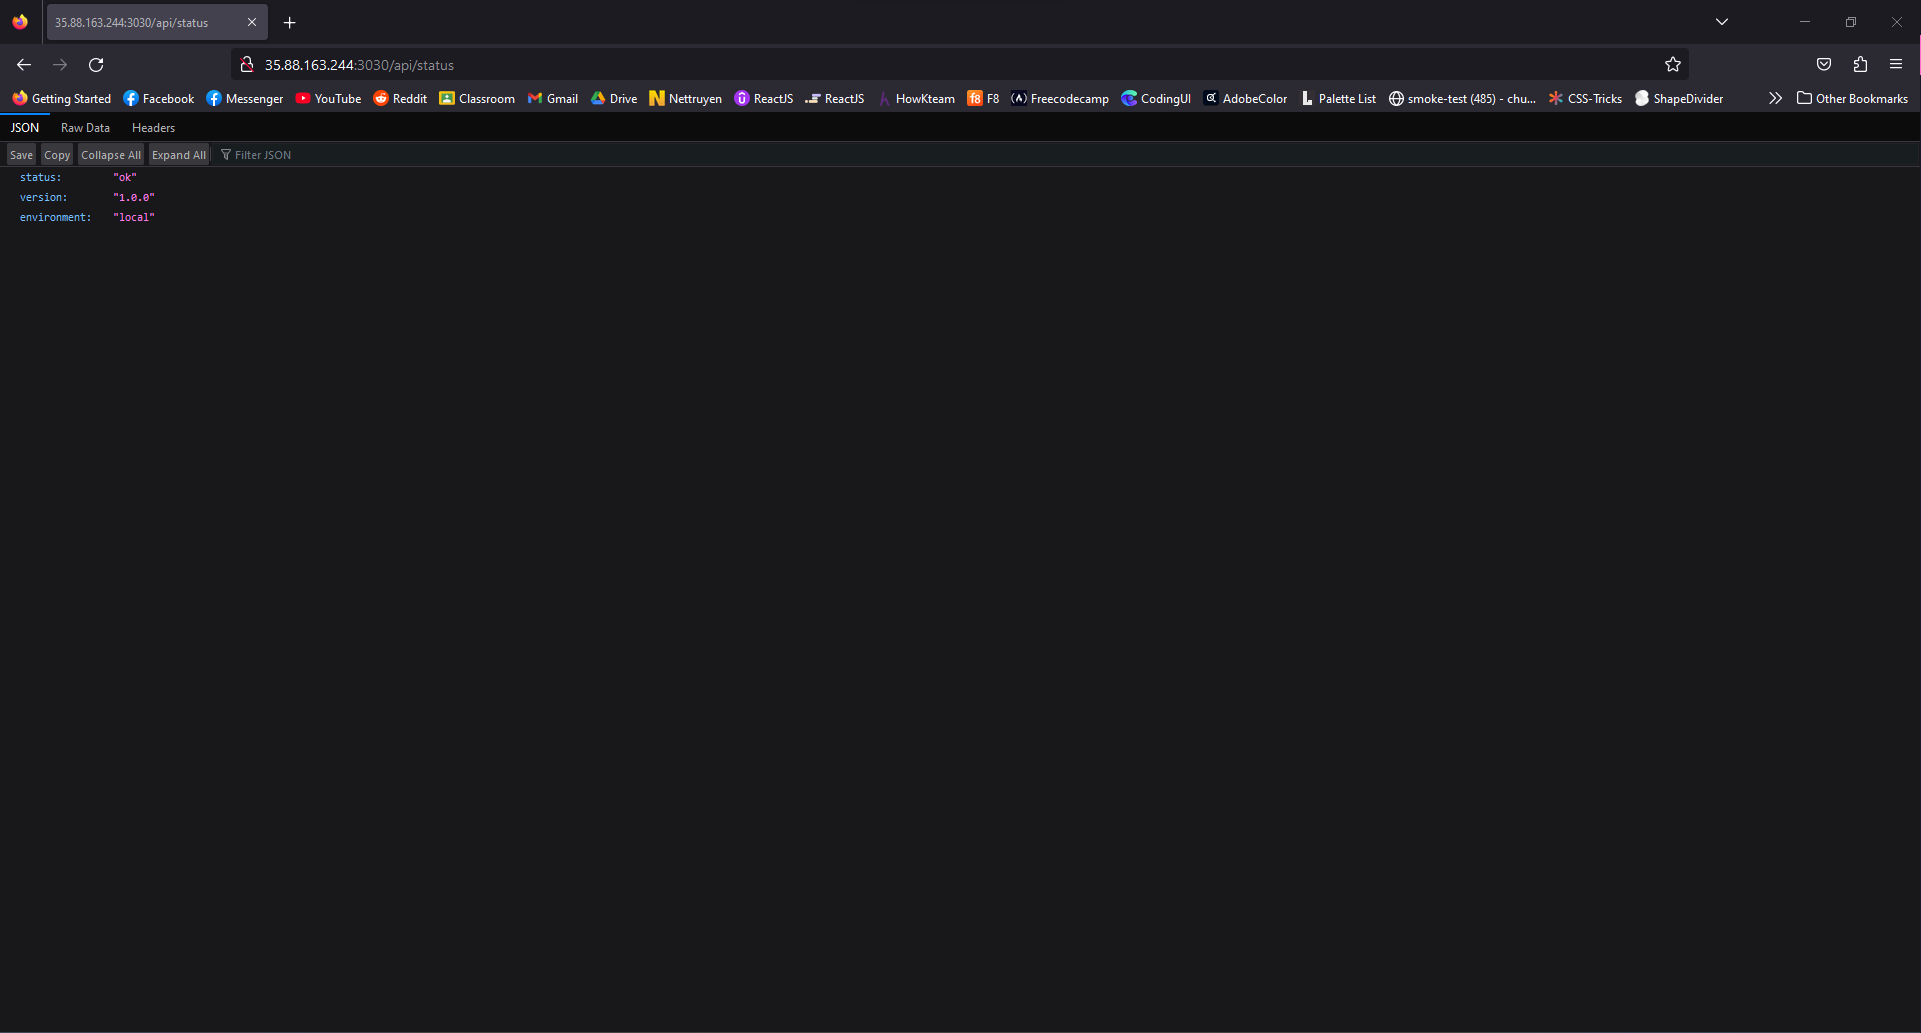 35.88.163.244:3030/api/status
35.88.163.244:3030/api/status
Getting Started Facebook Messenger YouTube Reddit Classroom Gmail Drive Nettruyen ReactJS ReactJS HowKteam F8 Freecodecamp CodingUI AdobeColor Palette List smoke-test (485) - chu... CSS-Tricks ShapeDivider Other Bookmarks
JSON Raw Data Headers
Save Copy Collapse All Expand All Filter JSON
status: "ok"
version: "1.0.0"
environment: "local"